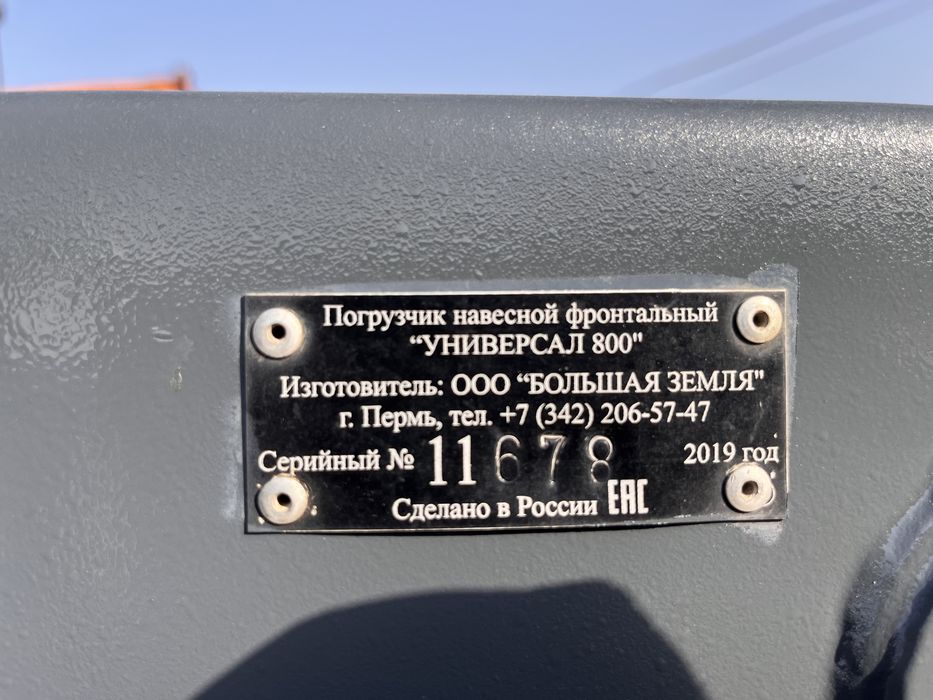 Погрузчик навесной фронтальный
“УНИВЕРСАЛ 800"
Изготовитель: ООО “БОЛЬШАЯ ЗЕМЛЯ"
г. Пермь, тел. +7 (342) 206-57-47
Серийный № 11678 2019 год
Сделано в России EAC